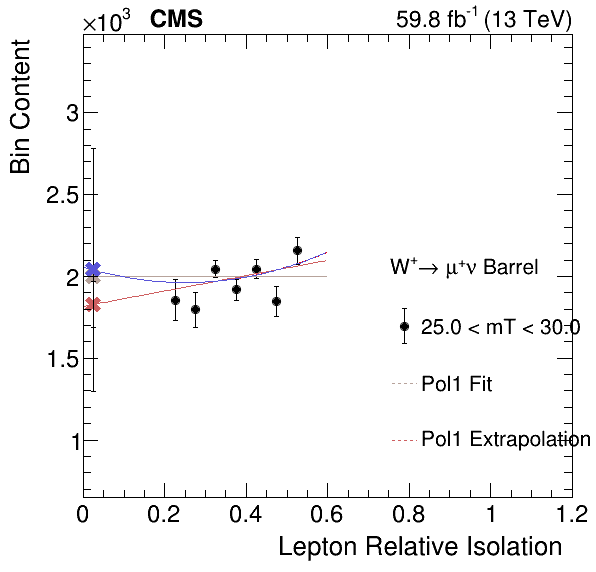 ×10³ CMS 59.8 fb⁻¹ (13 TeV)
Bin Content
3
2.5
2
1.5
1
W⁺→ μ⁺ν Barrel
25.0 < mT < 30.0
Pol1 Fit
Pol1 Extrapolation
0 0.2 0.4 0.6 0.8 1 1.2
Lepton Relative Isolation